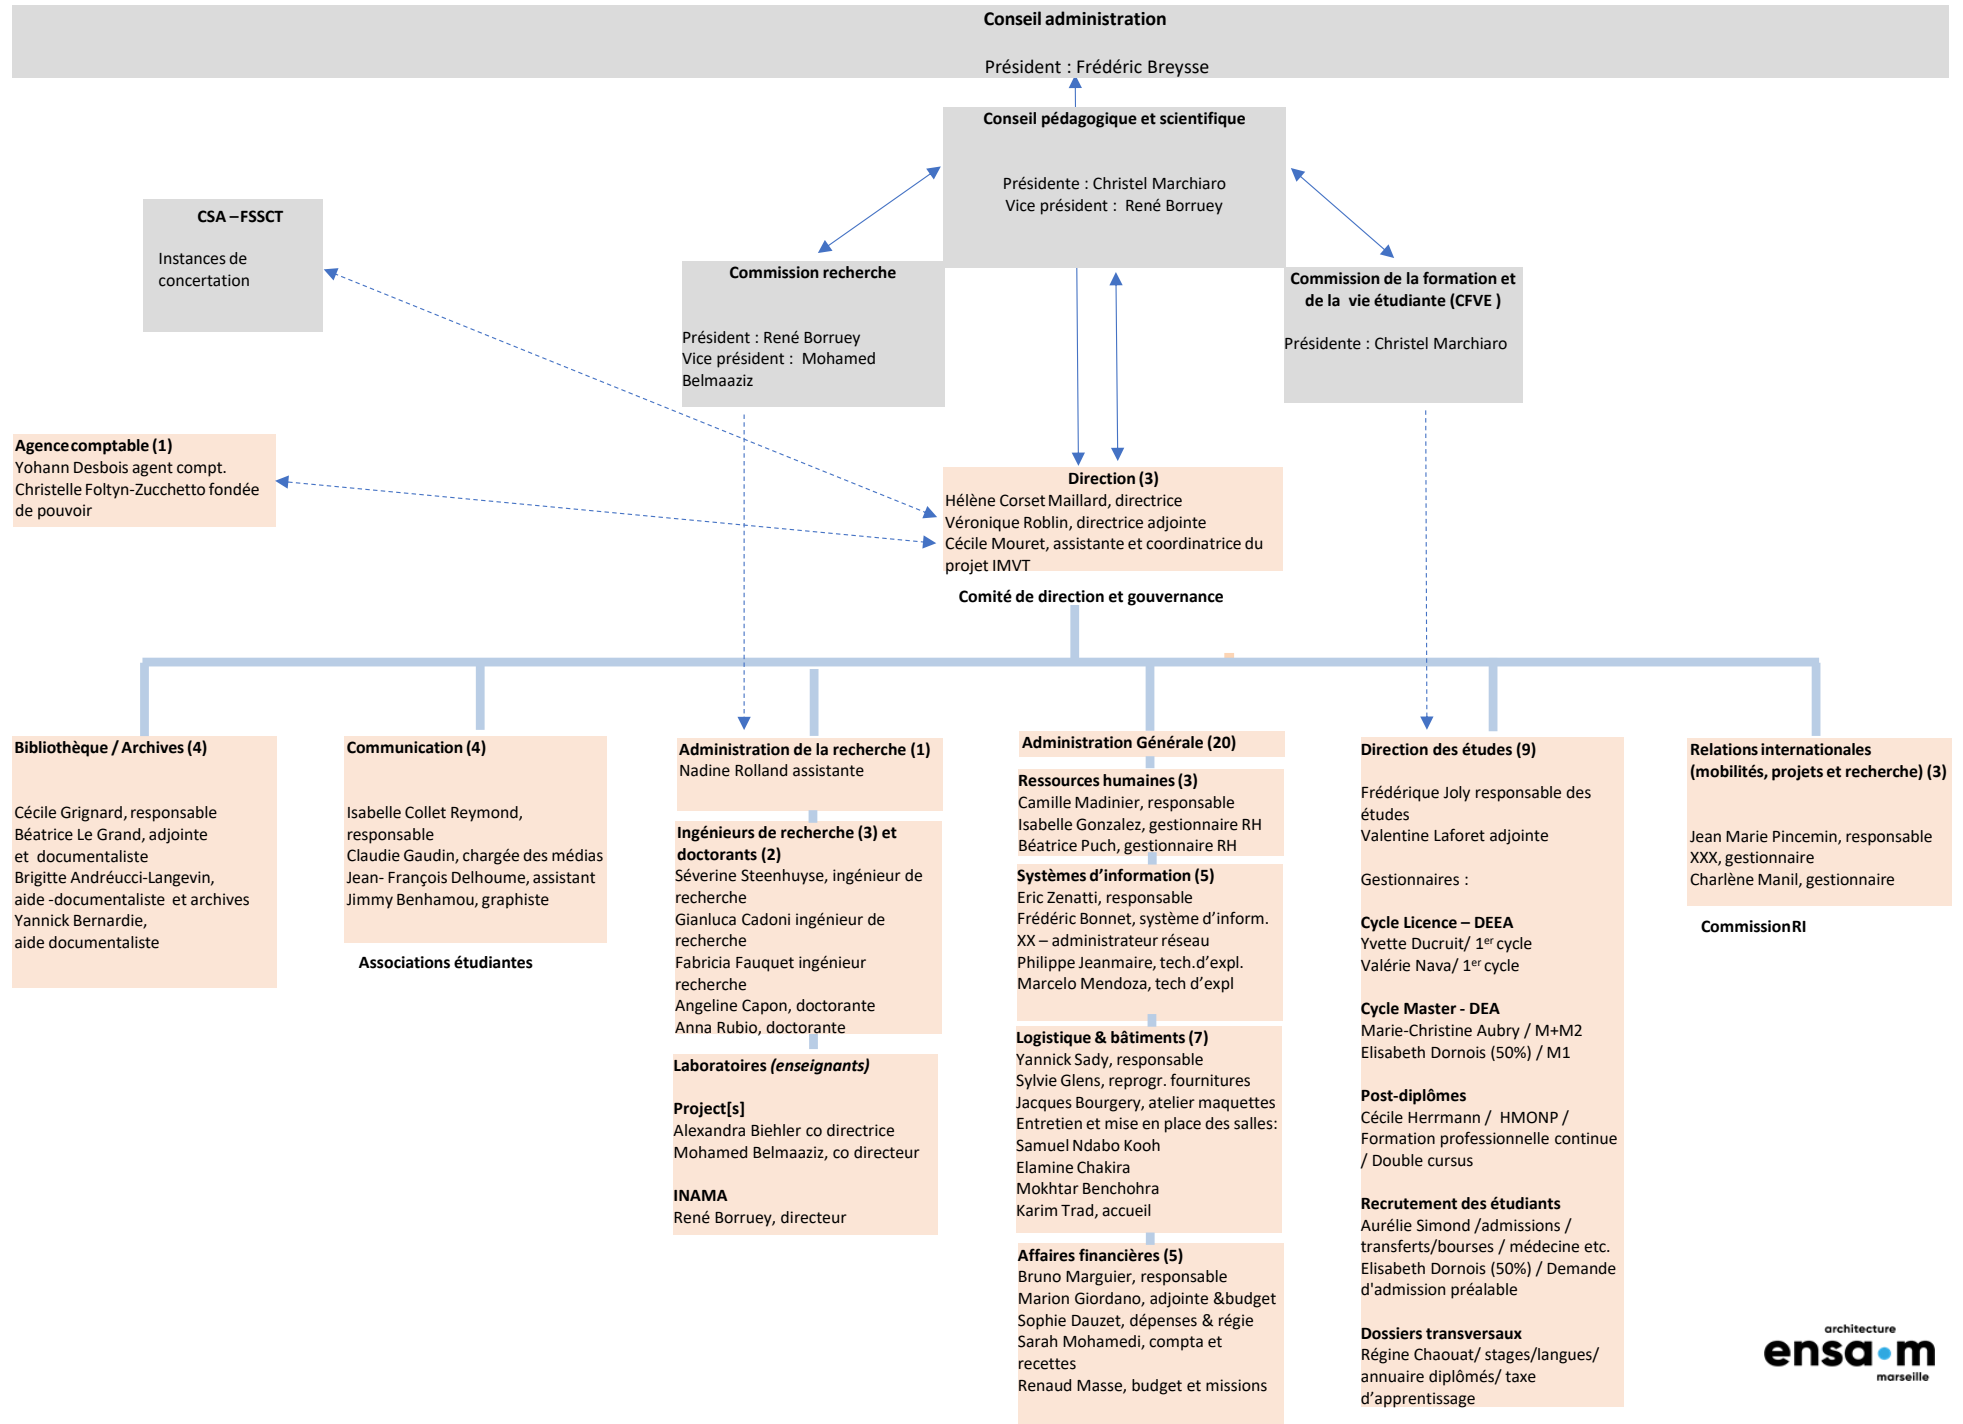 Conseil administration
Président : Frédéric Breysse
Conseil pédagogique et scientifique
Présidente : Christel Marchiaro
Vice président :  René Borruey
CSA – FSSCT
Instances de
concertation
Commission recherche
Président : René Borruey
Vice président :  Mohamed
Belmaaziz
Commission de la formation et
de la  vie étudiante (CFVE )
Présidente : Christel Marchiaro
Agence comptable (1)
Yohann Desbois agent compt.
Christelle Foltyn-Zucchetto fondée
de pouvoir
Direction (3)
Hélène Corset Maillard, directrice
Véronique Roblin, directrice adjointe
Cécile Mouret, assistante et coordinatrice du
projet IMVT
Comité de direction et gouvernance
Bibliothèque / Archives (4)
Cécile Grignard, responsable
Béatrice Le Grand, adjointe
et  documentaliste
Brigitte Andréucci-Langevin,
aide -documentaliste  et archives
Yannick Bernardie,
aide documentaliste
Communication (4)
Isabelle Collet Reymond,
responsable
Claudie Gaudin, chargée des médias
Jean- François Delhoume, assistant
Jimmy Benhamou, graphiste
Associations étudiantes
Administration de la recherche (1)
Nadine Rolland assistante
Ingénieurs de recherche (3) et
doctorants (2)
Séverine Steenhuyse, ingénieur de
recherche
Gianluca Cadoni ingénieur de
recherche
Fabricia Fauquet ingénieur
recherche
Angeline Capon, doctorante
Anna Rubio, doctorante
Laboratoires (enseignants)
Project[s]
Alexandra Biehler co directrice
Mohamed Belmaaziz, co directeur
INAMA
René Borruey, directeur
Administration Générale (20)
Ressources humaines (3)
Camille Madinier, responsable
Isabelle Gonzalez, gestionnaire RH
Béatrice Puch, gestionnaire RH
Systèmes d’information (5)
Eric Zenatti, responsable
Frédéric Bonnet, système d’inform.
XX – administrateur réseau
Philippe Jeanmaire, tech.d’expl.
Marcelo Mendoza, tech d’expl
Logistique & bâtiments (7)
Yannick Sady, responsable
Sylvie Glens, reprogr. fournitures
Jacques Bourgery, atelier maquettes
Entretien et mise en place des salles:
Samuel Ndabo Kooh
Elamine Chakira
Mokhtar Benchohra
Karim Trad, accueil
Affaires financières (5)
Bruno Marguier, responsable
Marion Giordano, adjointe &budget
Sophie Dauzet, dépenses & régie
Sarah Mohamedi, compta et
recettes
Renaud Masse, budget et missions
Direction des études (9)
Frédérique Joly responsable des
études
Valentine Laforet adjointe
Gestionnaires :
Cycle Licence – DEEA
Yvette Ducruit/ 1er cycle
Valérie Nava/ 1er cycle
Cycle Master - DEA
Marie-Christine Aubry / M+M2
Elisabeth Dornois (50%) / M1
Post-diplômes
Cécile Herrmann /  HMONP /
Formation professionnelle continue
/ Double cursus
Recrutement des étudiants
Aurélie Simond /admissions /
transferts/bourses / médecine etc.
Elisabeth Dornois (50%) / Demande
d'admission préalable
Dossiers transversaux
Régine Chaouat/ stages/langues/
annuaire diplômés/ taxe
d’apprentissage
Relations internationales
(mobilités, projets et recherche) (3)
Jean Marie Pincemin, responsable
XXX, gestionnaire
Charlène Manil, gestionnaire
Commission RI
architecture
ensa•m
marseille